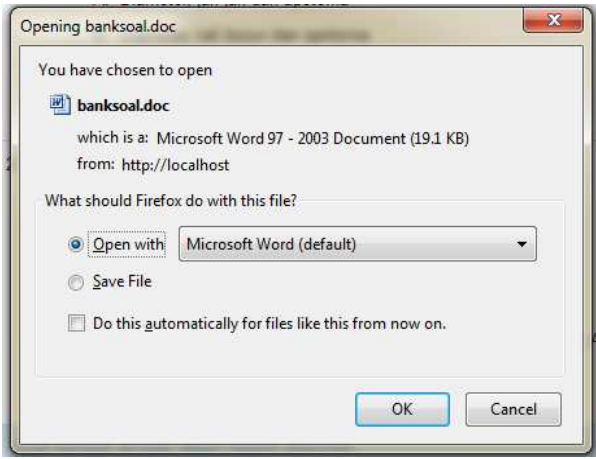 Opening banksoal.doc
You have chosen to open
banksoal.doc
which is a: Microsoft Word 97 - 2003 Document (19.1 KB)
from: http://localhost
What should Firefox do with this file?
Open with Microsoft Word (default)
Save File
Do this automatically for files like this from now on.
OK Cancel